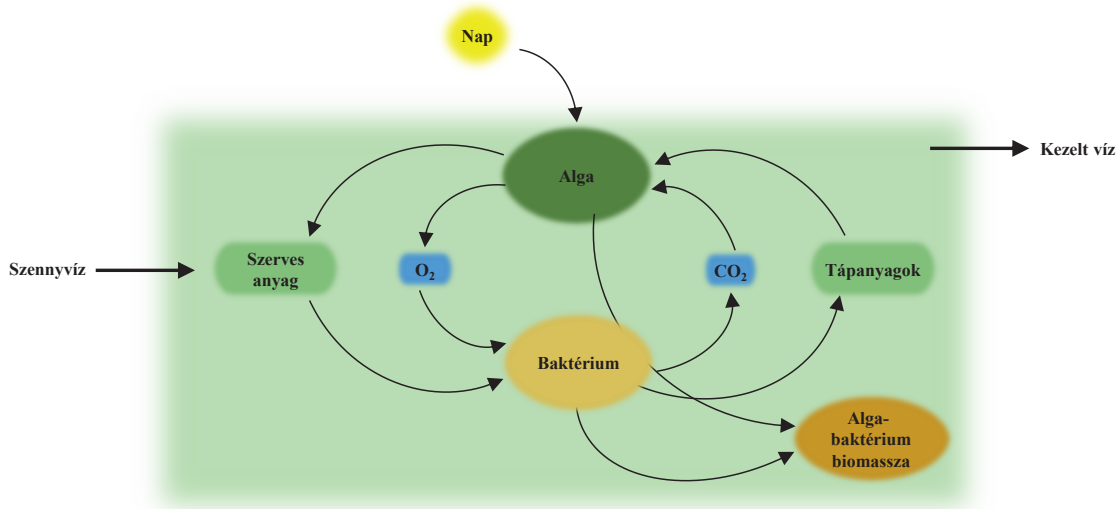 Nap
Alga
Kezelt víz
Szennyvíz
Szerves
anyag
O₂
CO₂
Tápanyagok
Baktérium
Alga-
baktérium
biomassza